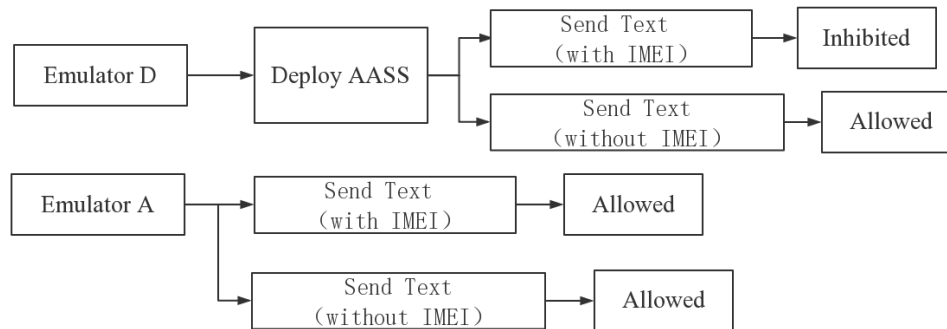 Send Text
（with IMEI）
Inhibited
Emulator D
Deploy AASS
Send Text
（without IMEI）
Allowed
Emulator A
Send Text
（with IMEI）
Allowed
Send Text
（without IMEI）
Allowed